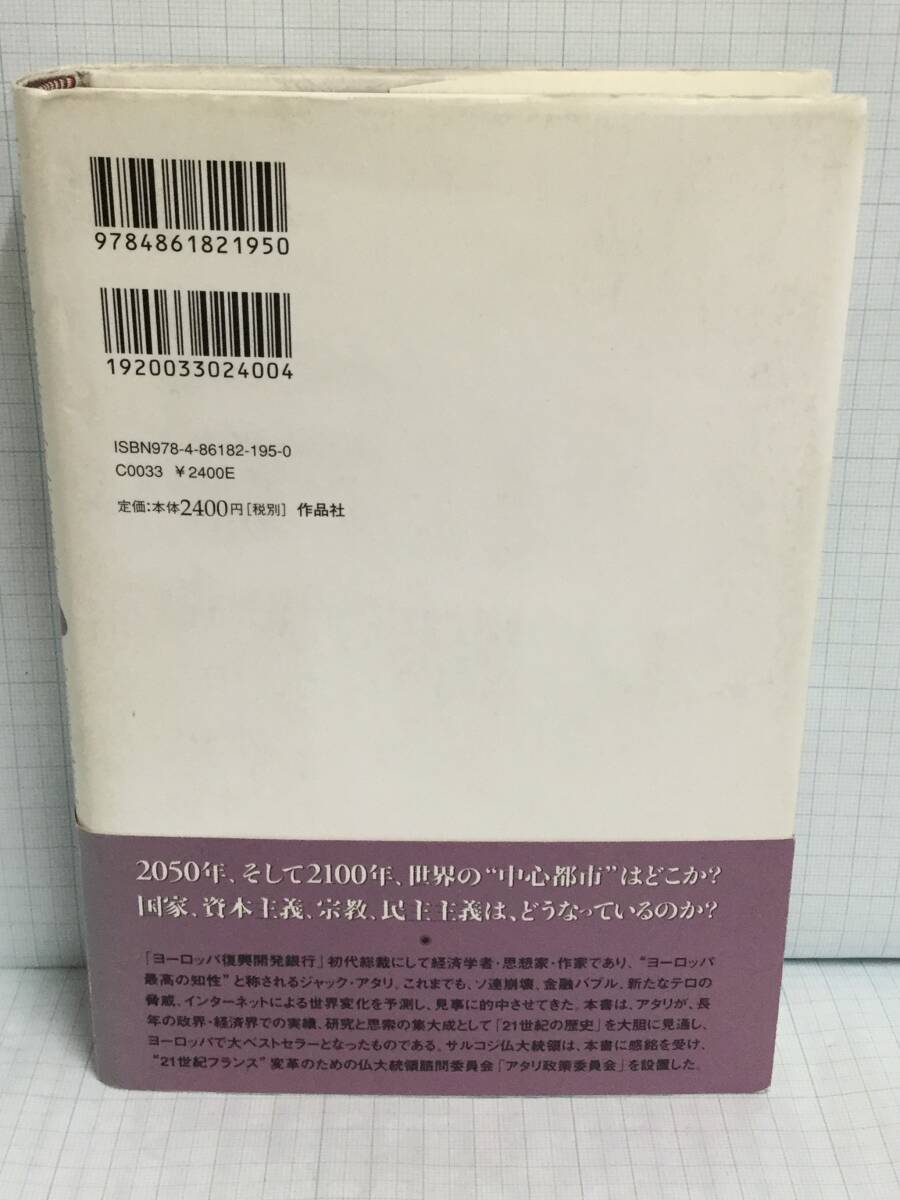 9784861821950
1920033024004
ISBN978-4-86182-195-0
C0033 ¥2400E
定価:本体2400円[税別] 作品社
2050年、そして2100年、世界の“中心都市”はどこか?
国家、資本主義、宗教、民主主義は、どうなっているのか?
「ヨーロッパ復興開発銀行」初代総裁にして経済学者・思想家・作家であり、“ヨーロッパ
最高の知性”と称されるジャック・アタリ。これまでも、ソ連崩壊、金融バブル、新たなテロの
脅威、インターネットによる世界変化を予測し、見事に的中させてきた。本書は、アタリが、長
年の政界・経済界での実績、研究と思索の集大成として「21世紀の歴史」を大胆に見通し、
ヨーロッパで大ベストセラーとなったものである。サルコジ仏大統領は、本書に感銘を受け、
“21世紀フランス”変革のための仏大統領諮問委員会「アタリ政策委員会」を設置した。